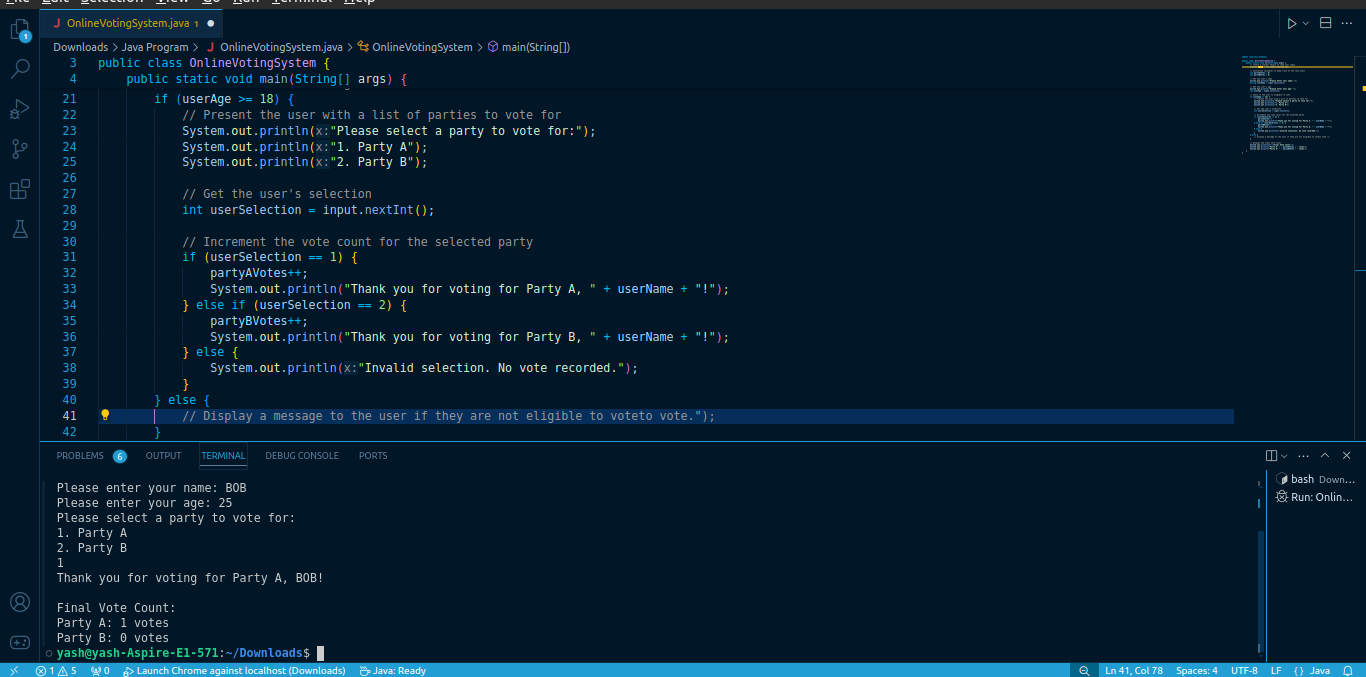 File Edit Selection View Go Run Terminal Help
J OnlineVotingSystem.java 1
Downloads > Java Program > J OnlineVotingSystem.java > OnlineVotingSystem > main(String[])
3 public class OnlineVotingSystem {
4 public static void main(String[] args) {
21 if (userAge >= 18) {
22 // Present the user with a list of parties to vote for
23 System.out.println(x:"Please select a party to vote for:");
24 System.out.println(x:"1. Party A");
25 System.out.println(x:"2. Party B");
26
27 // Get the user's selection
28 int userSelection = input.nextInt();
29
30 // Increment the vote count for the selected party
31 if (userSelection == 1) {
32 partyAVotes++;
33 System.out.println("Thank you for voting for Party A, " + userName + "!");
34 } else if (userSelection == 2) {
35 partyBVotes++;
36 System.out.println("Thank you for voting for Party B, " + userName + "!");
37 } else {
38 System.out.println(x:"Invalid selection. No vote recorded.");
39 }
40 } else {
41 // Display a message to the user if they are not eligible to voteto vote.");
42 }
PROBLEMS 6 OUTPUT TERMINAL DEBUG CONSOLE PORTS
Please enter your name: BOB
Please enter your age: 25
Please select a party to vote for:
1. Party A
2. Party B
1
Thank you for voting for Party A, BOB!
Final Vote Count:
Party A: 1 votes
Party B: 0 votes
yash@yash-Aspire-E1-571:~/Downloads$
bash Down...
Run: Onlin...
1
1 5 0 Launch Chrome against localhost (Downloads) Java: Ready
Ln 41, Col 78 Spaces: 4 UTF-8 LF {} Java